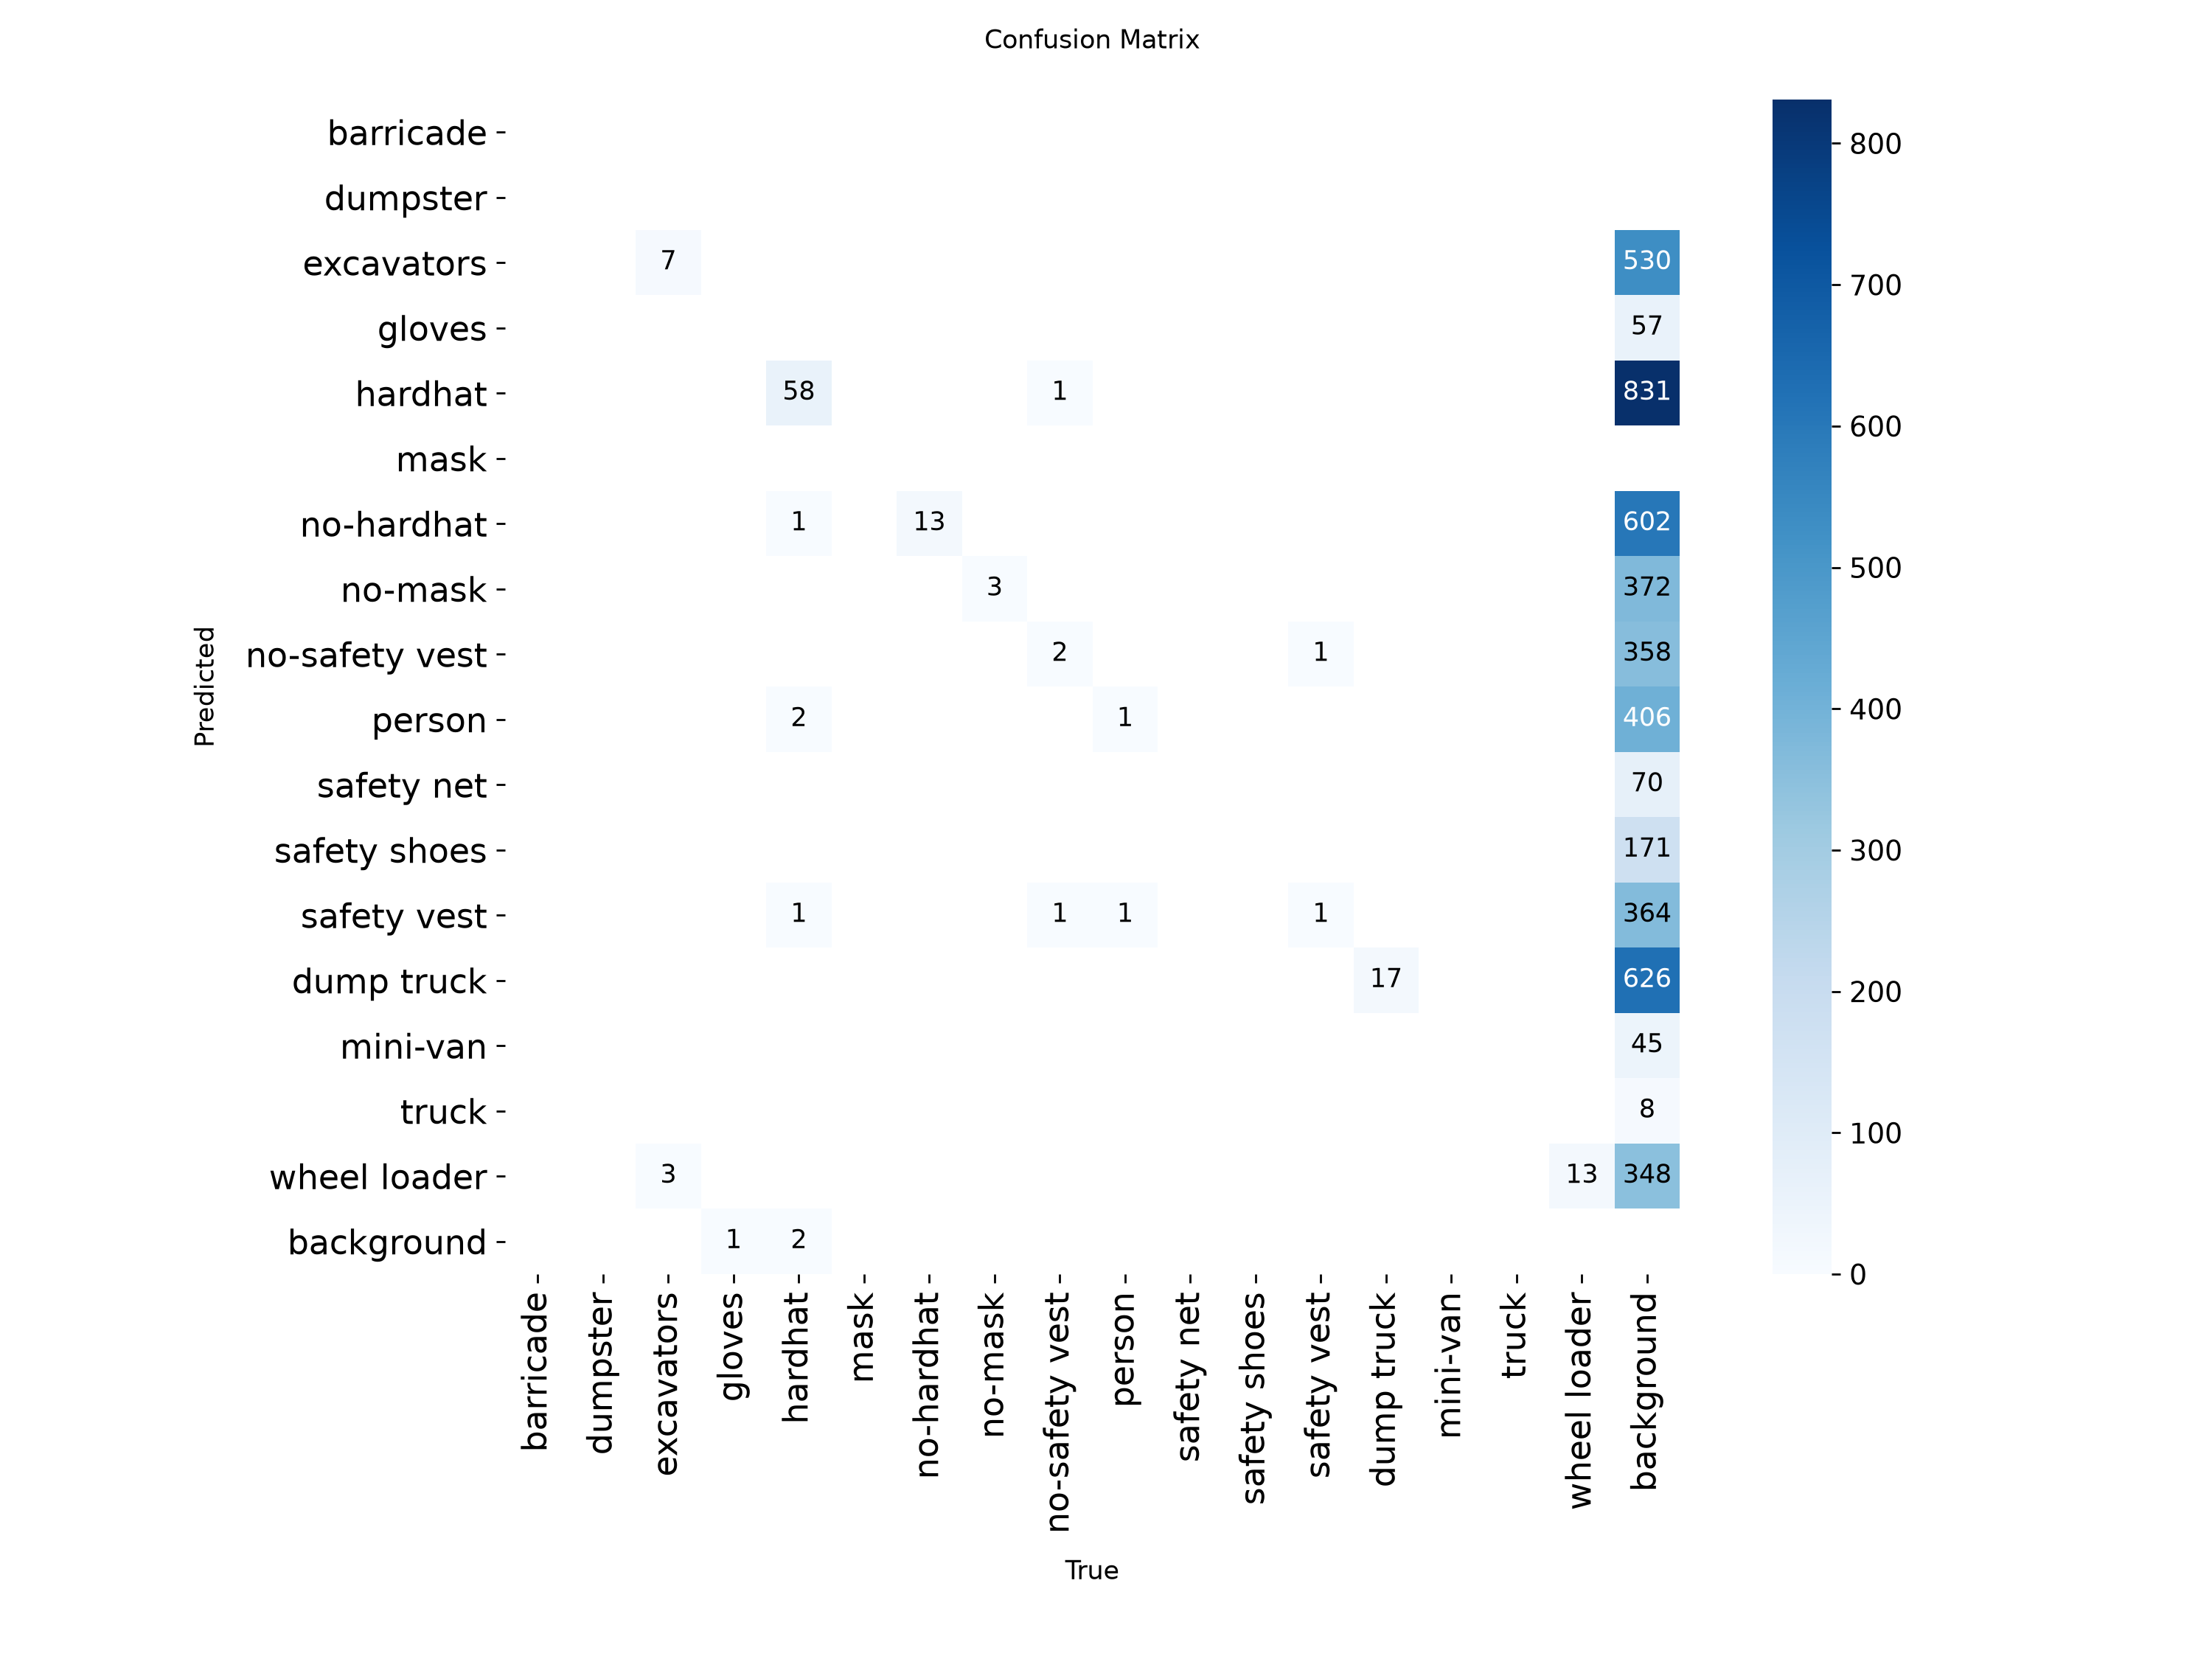 Confusion Matrix
barricade
dumpster
excavators 7 530
gloves 57
hardhat 58 1 831
mask
no-hardhat 1 13 602
no-mask 3 372
no-safety vest 2 1 358
person 2 1 406
safety net 70
safety shoes 171
safety vest 1 1 1 1 364
dump truck 17 626
mini-van 45
truck 8
wheel loader 3 13 348
background 1 2
Predicted
barricade
dumpster
excavators
gloves
hardhat
mask
no-hardhat
no-mask
no-safety vest
person
safety net
safety shoes
safety vest
dump truck
mini-van
truck
wheel loader
background
True
800
700
600
500
400
300
200
100
0